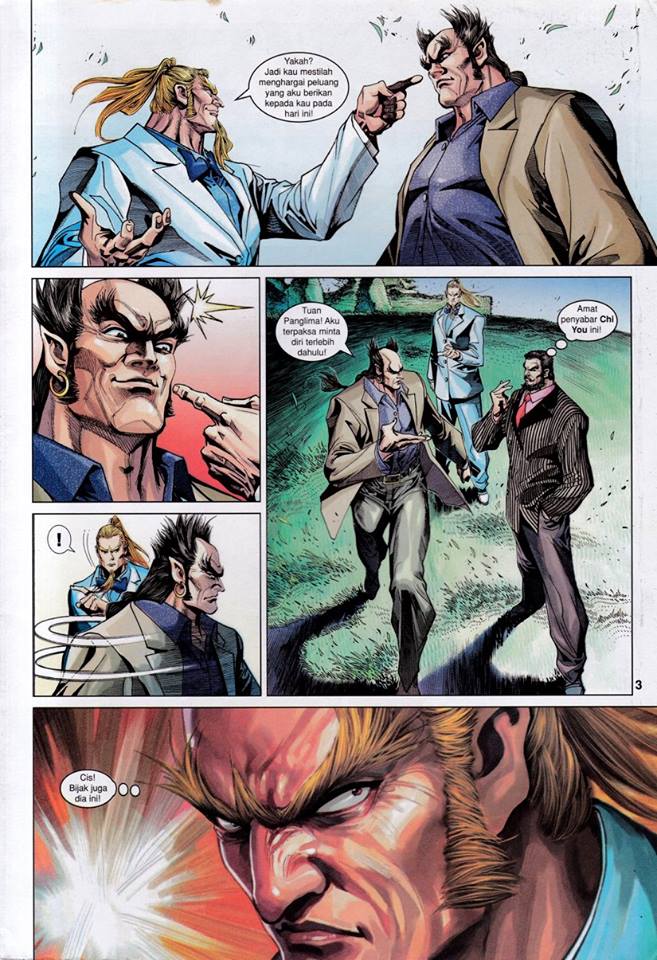 Yakah?
Jadi kau mestilah
menghargai peluang
yang aku berikan
kepada kau pada
hari ini!
Tuan
Panglima! Aku
terpaksa minta
diri terlebih
dahulu!
Amat
penyabar Chi
You ini!
!
3
Cis!
Bijak juga
dia ini!